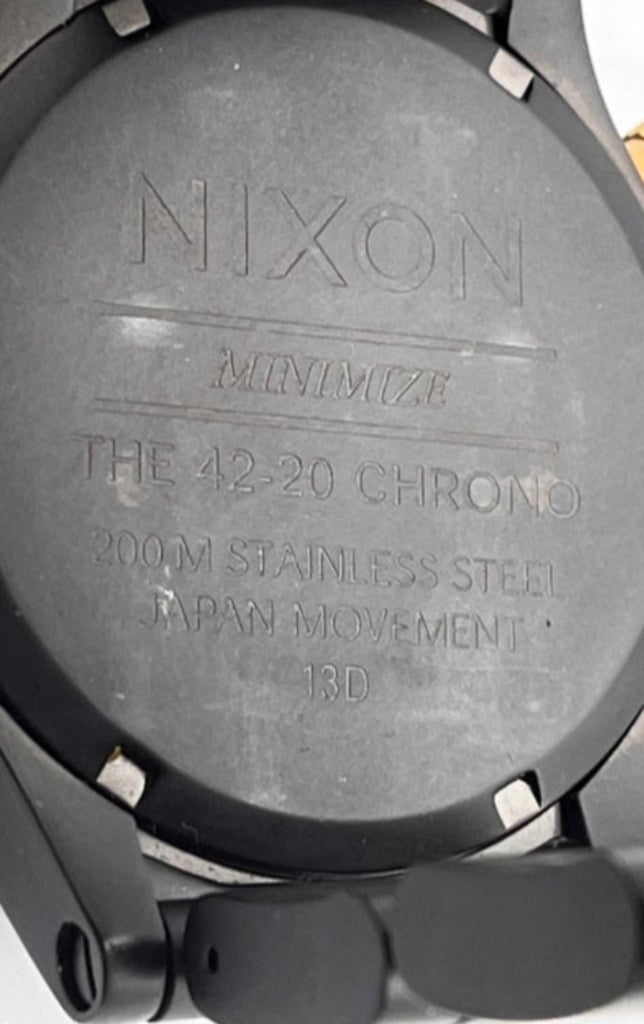 NIXON
MINIMIZE
THE 42-20 CHRONO
200 M STAINLESS STEEL
JAPAN MOVEMENT
13D